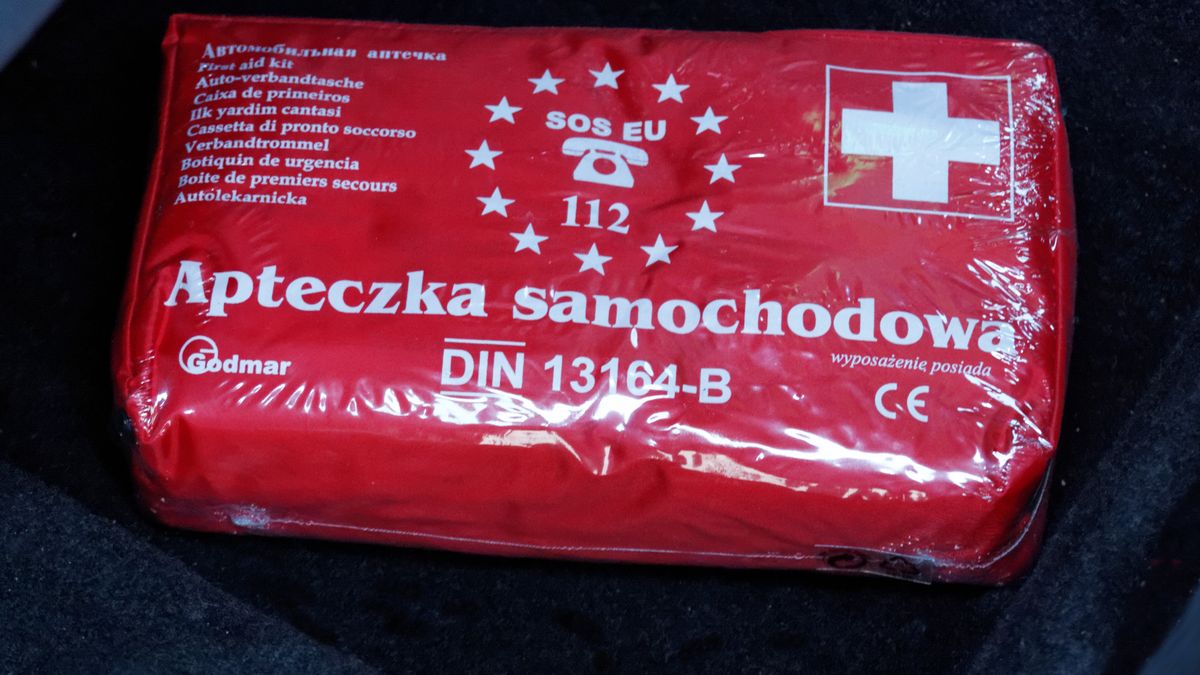 Автомобильная аптечка
First aid kit
Auto-verbandtasche
Caixa de primeiros
Ilk yardim cantasi
Cassetta di pronto soccorso
Verbandtrommel
Botiquin de urgencia
Boite de premiers secours
Autolekarnicka
SOS EU
112
Apteczka samochodowa
wyposażenie posiąda
Godmar
DIN 13164-B
CE